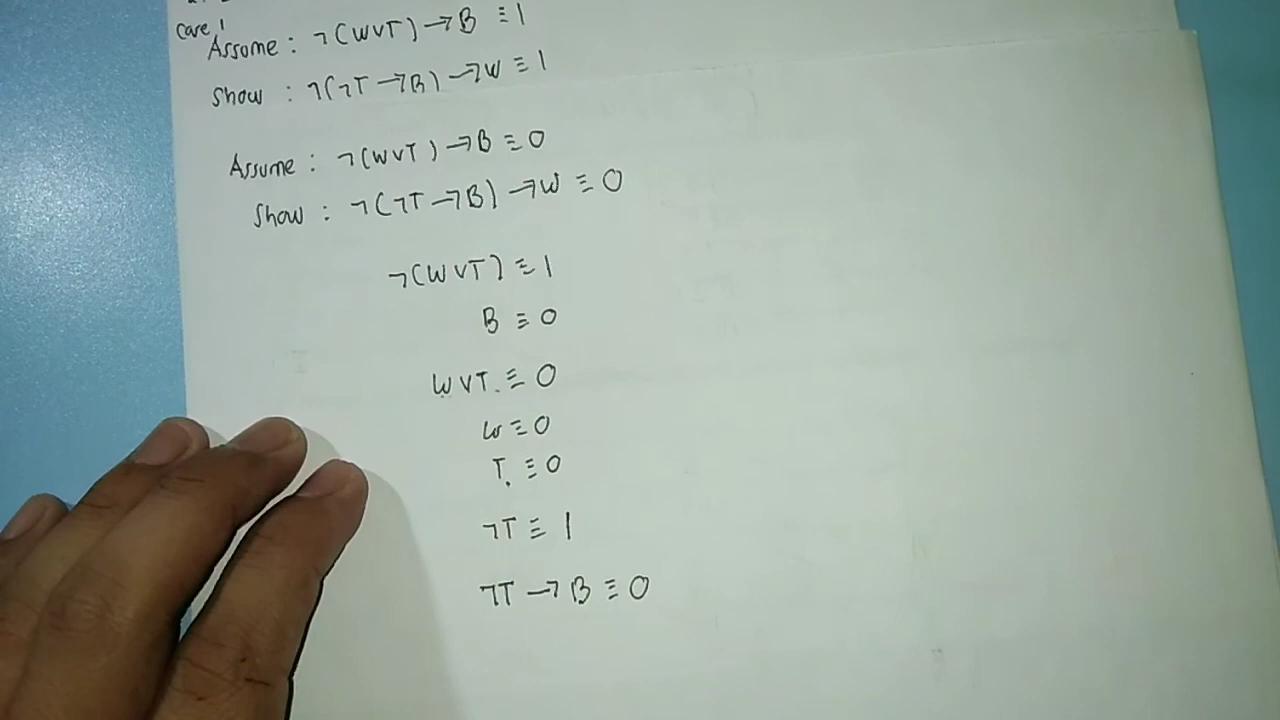 Case 1
Assume : ¬(W∨T) → B ≡ 1
Show : ¬(¬T → B) → W ≡ 1
Assume : ¬(W∨T) → B ≡ 0
Show : ¬(¬T → B) → W ≡ 0
¬(W∨T) ≡ 1
B ≡ 0
W∨T ≡ 0
W ≡ 0
T ≡ 0
¬T ≡ 1
¬T → B ≡ 0